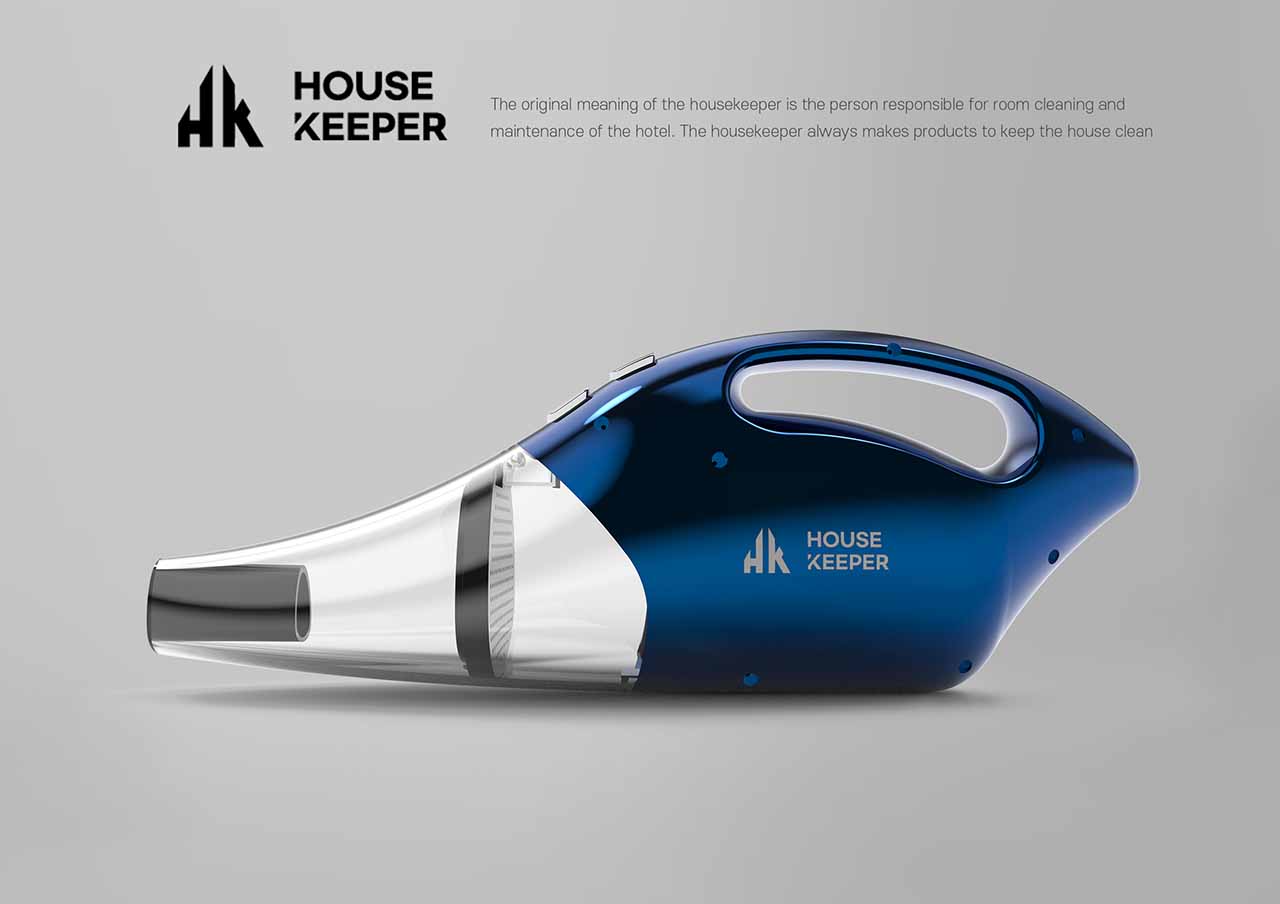 HK
HOUSE
KEEPER
The original meaning of the housekeeper is the person responsible for room cleaning and
maintenance of the hotel. The housekeeper always makes products to keep the house clean
HK
HOUSE
KEEPER